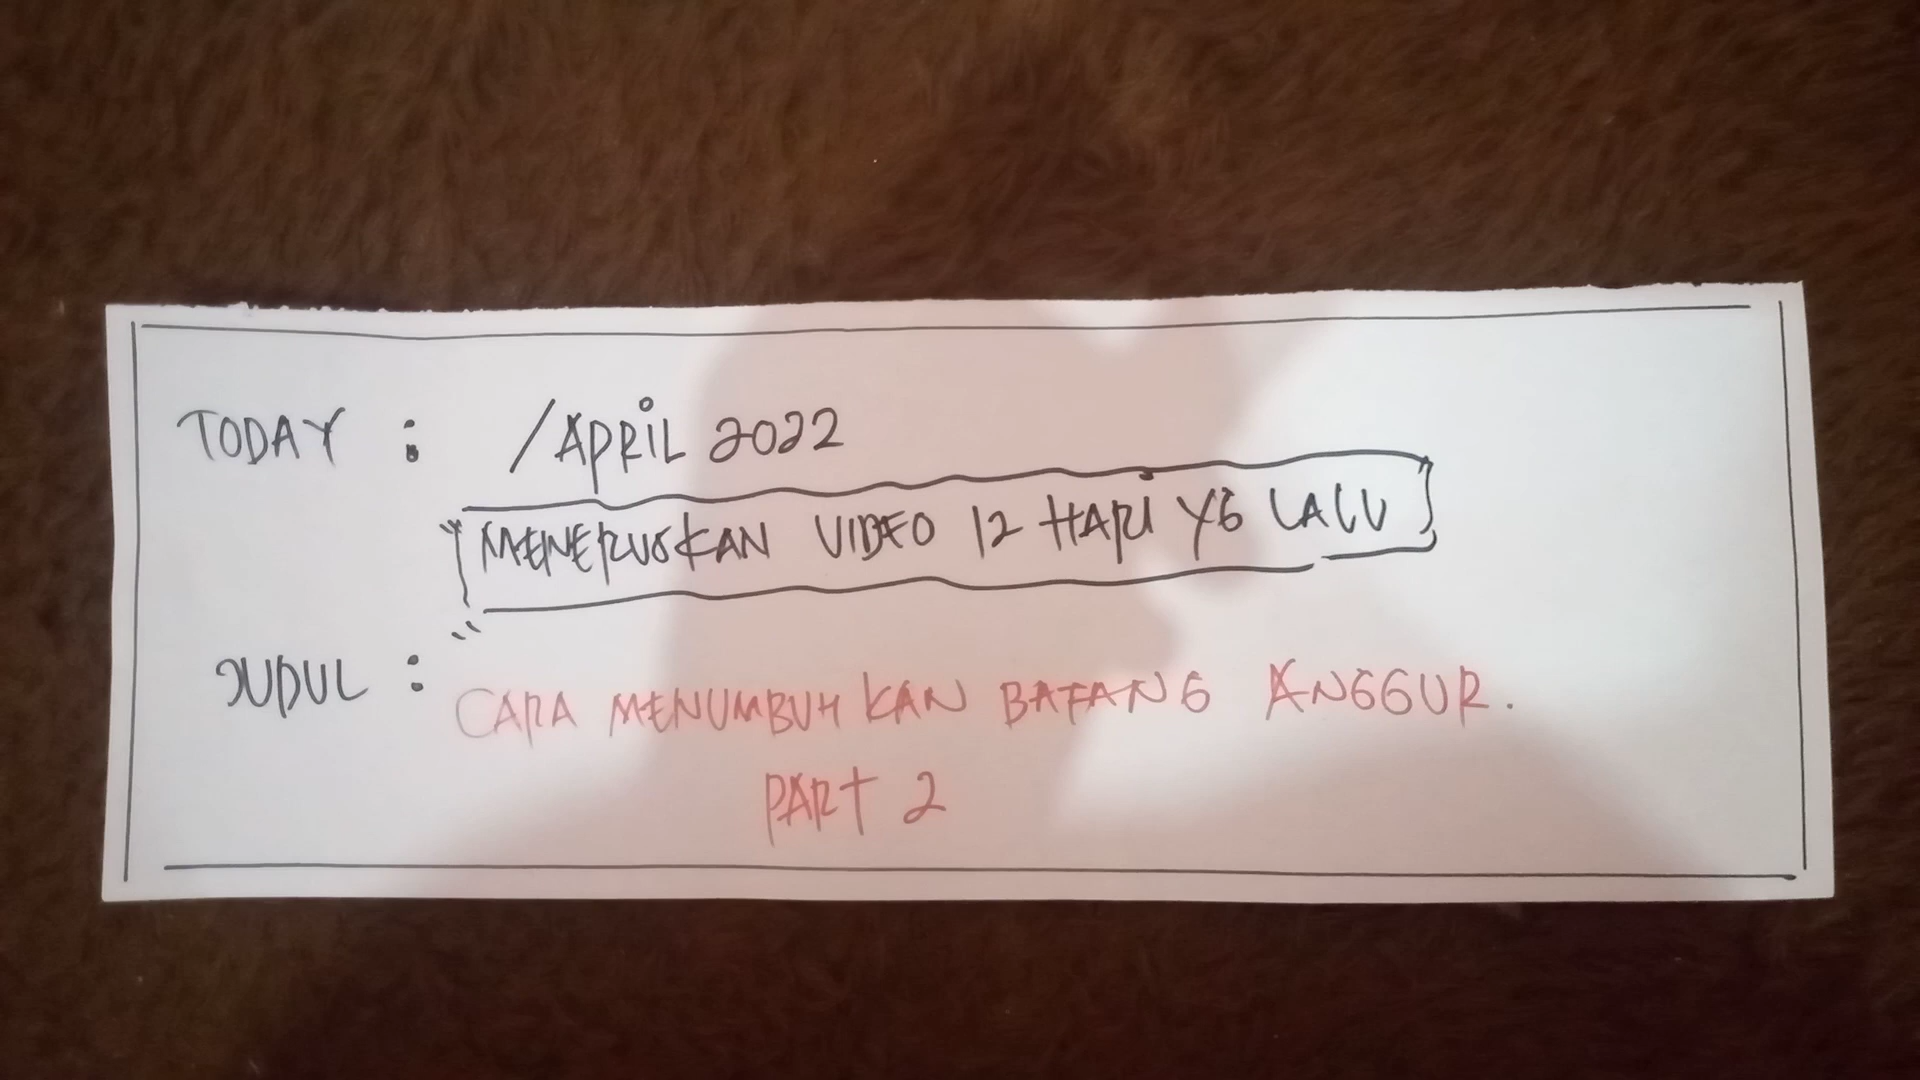 TODAY : /APRIL 2022
MENERUSKAN VIDEO 12 HARI YG LALU
JUDUL : CARA MENUMBUHKAN BATANG ANGGUR.
PART 2